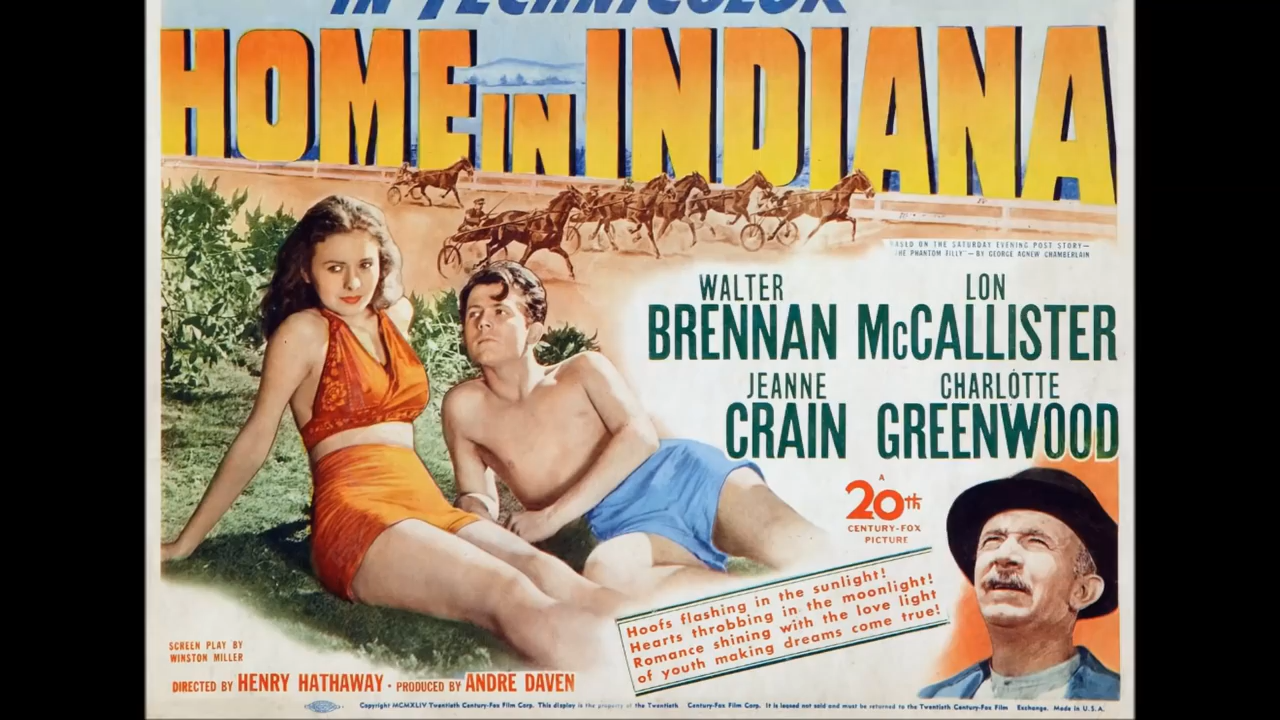 IN TECHNICOLOR
HOME IN INDIANA
BASED ON THE SATURDAY EVENING POST STORY—
"THE PHANTOM FILLY"—BY GEORGE AGNEW CHAMBERLAIN
WALTER
BRENNAN
LON
McCALLISTER
JEANNE
CRAIN
CHARLOTTE
GREENWOOD
A
20th
CENTURY-FOX
PICTURE
Hoofs flashing in the sunlight!
Hearts throbbing in the moonlight!
Romance shining with the love light
of youth making dreams come true!
SCREEN PLAY BY
WINSTON MILLER
DIRECTED BY HENRY HATHAWAY • PRODUCED BY ANDRE DAVEN
Copyright MCMXLIV Twentieth Century-Fox Film Corp. This display is the property of the Twentieth Century-Fox Film Corp. It is leased not sold and must be returned to the Twentieth Century-Fox Film Exchange. Made in U.S.A.